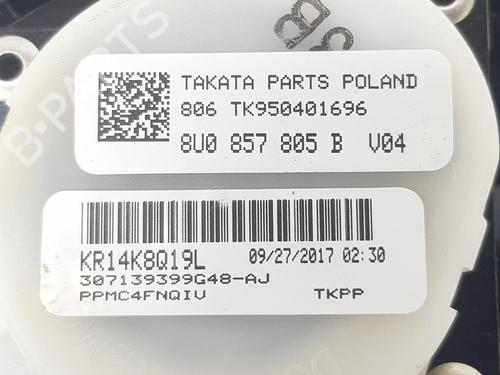 B-PARTS
TAKATA PARTS POLAND
806 TK950401696
8U0 857 805 B V04
KR14K8Q19L 09/27/2017 02:30
307139399G48-AJ
PPMC4FNQIV TKPP